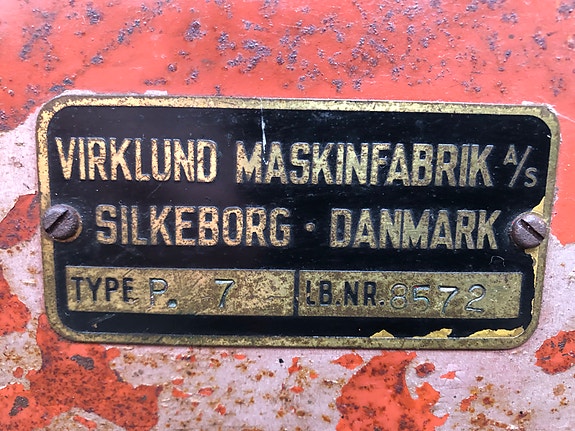 VIRKLUND MASKINFABRIK A/S
SILKEBORG · DANMARK
TYPE P. 7 LB.NR. 8572